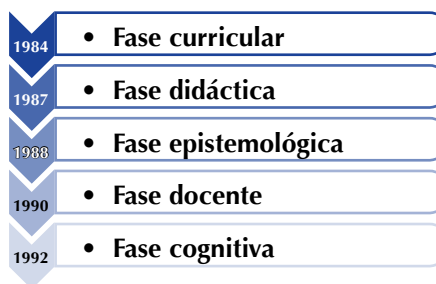 1984 • Fase curricular
1987 • Fase didáctica
1988 • Fase epistemológica
1990 • Fase docente
1992 • Fase cognitiva